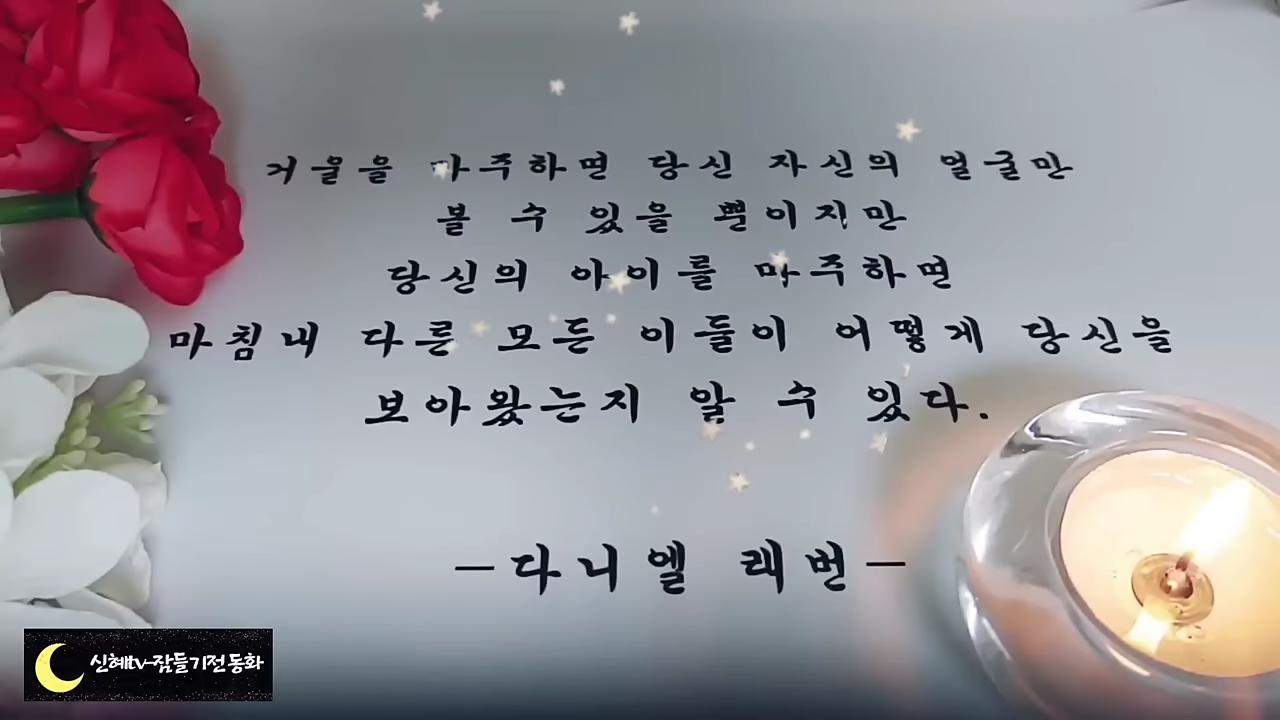 거울을 마주하면 당신 자신의 얼굴만
볼 수 있을 뿐이지만
당신의 아이를 마주하면
마침내 다른 모든 이들이 어떻게 당신을
보아왔는지 알 수 있다.
-다니엘 래번-
신혜tv-잠들기전동화